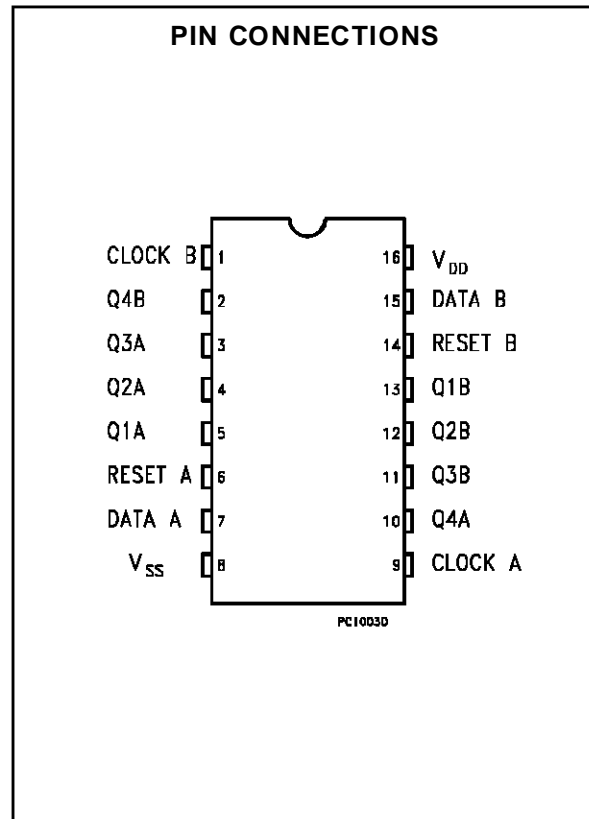 PIN CONNECTIONS
CLOCK B 1 16 VDD
Q4B 2 15 DATA B
Q3A 3 14 RESET B
Q2A 4 13 Q1B
Q1A 5 12 Q2B
RESET A 6 11 Q3B
DATA A 7 10 Q4A
VSS 8 9 CLOCK A
PC10030